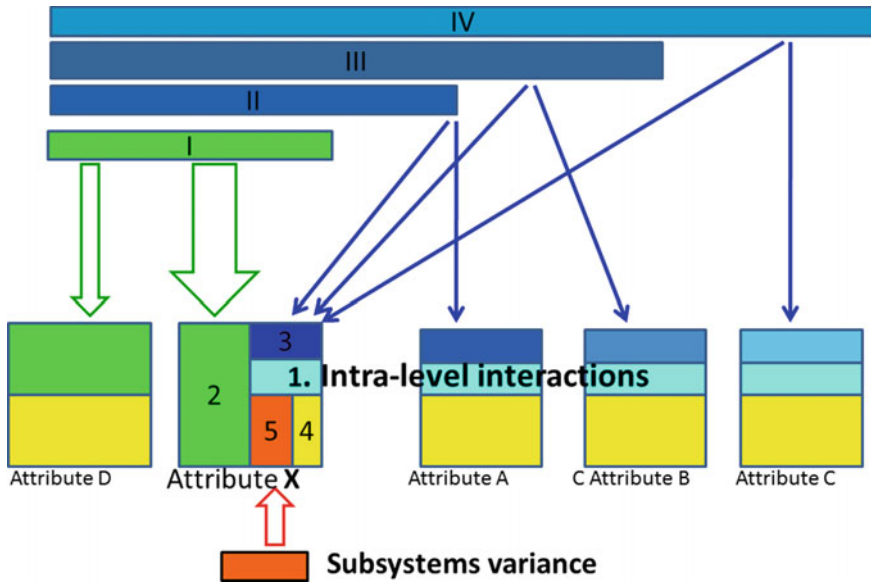 IV
III
II
I
3
1. Intra-level interactions
2
5 4
Attribute D
Attribute X
Attribute A
C Attribute B
Attribute C
Subsystems variance